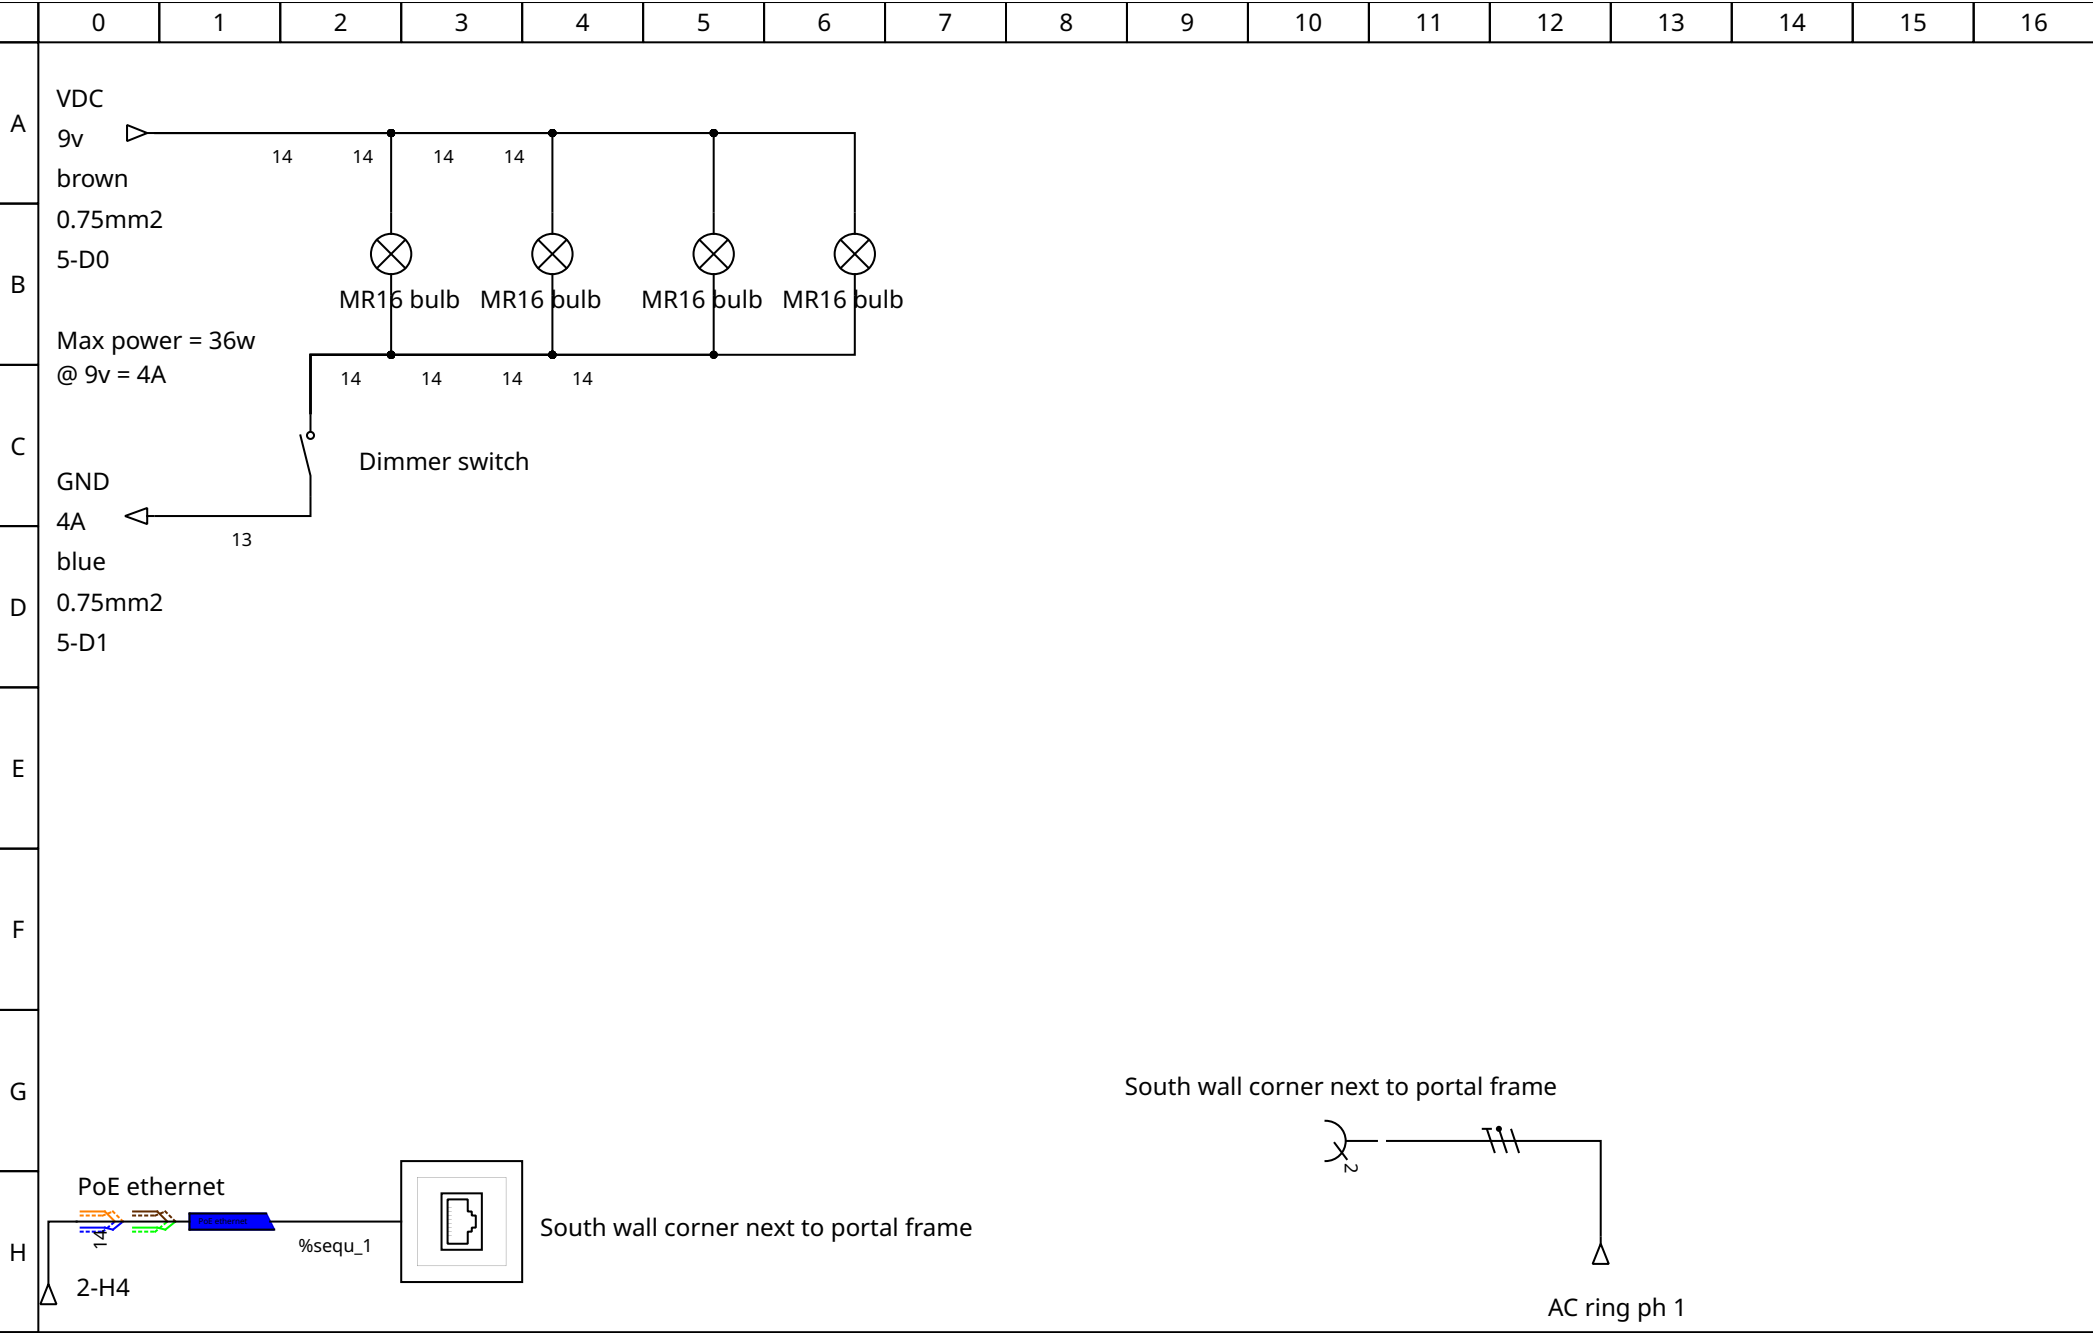 0 1 2 3 4 5 6 7 8 9 10 11 12 13 14 15 16
A
B
C
D
E
F
G
H
VDC
9v
brown
0.75mm2
5-D0
14 14 14 14
MR16 bulb MR16 bulb MR16 bulb MR16 bulb
Max power = 36w
@ 9v = 4A
14 14 14 14
Dimmer switch
GND
4A
blue
0.75mm2
5-D1
13
South wall corner next to portal frame
2
AC ring ph 1
PoE ethernet
PoE ethernet
14
%sequ_1
2-H4
South wall corner next to portal frame